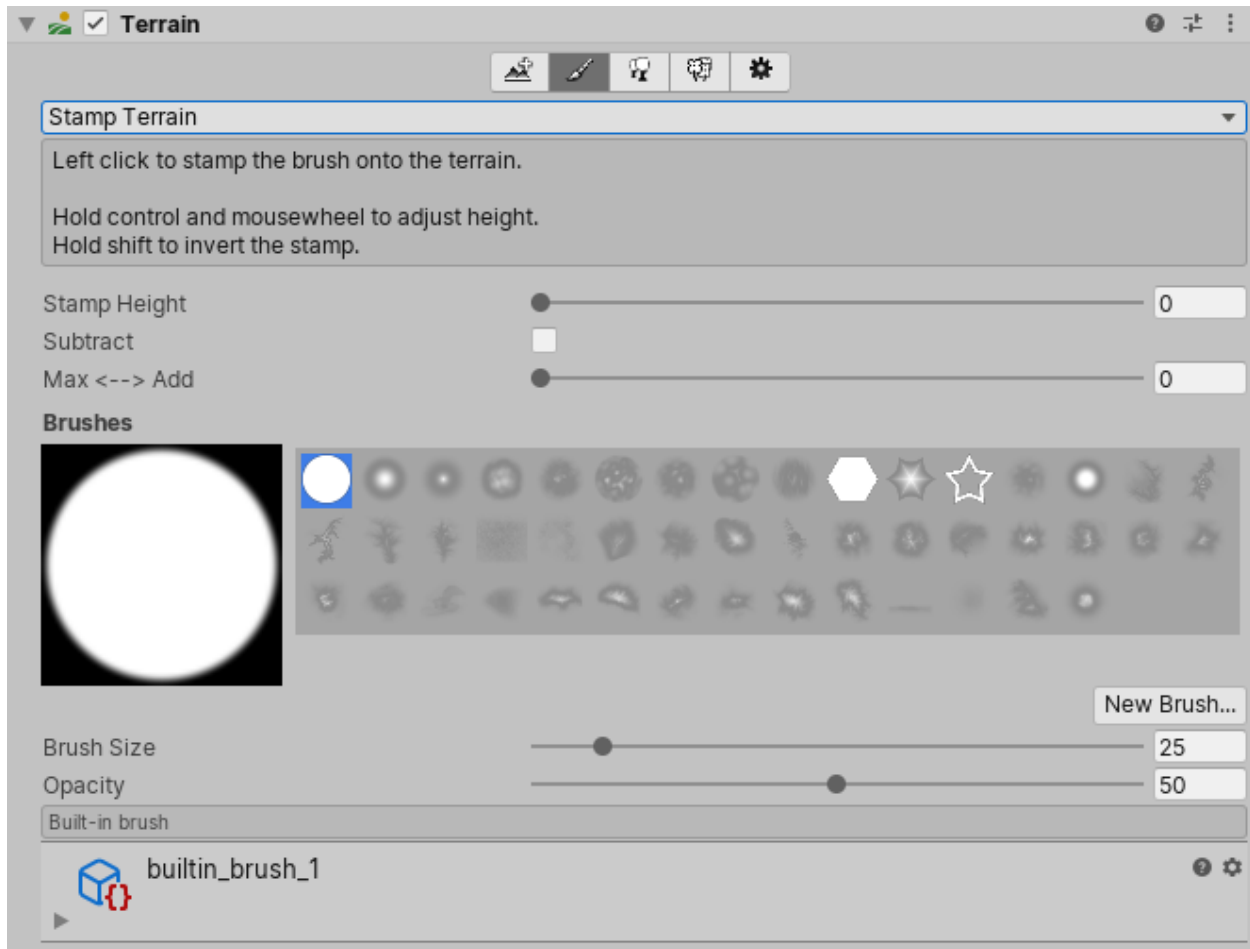 Terrain
Stamp Terrain
Left click to stamp the brush onto the terrain.
Hold control and mousewheel to adjust height.
Hold shift to invert the stamp.
Stamp Height 0
Subtract
Max <--> Add 0
Brushes
New Brush...
Brush Size 25
Opacity 50
Built-in brush
builtin_brush_1